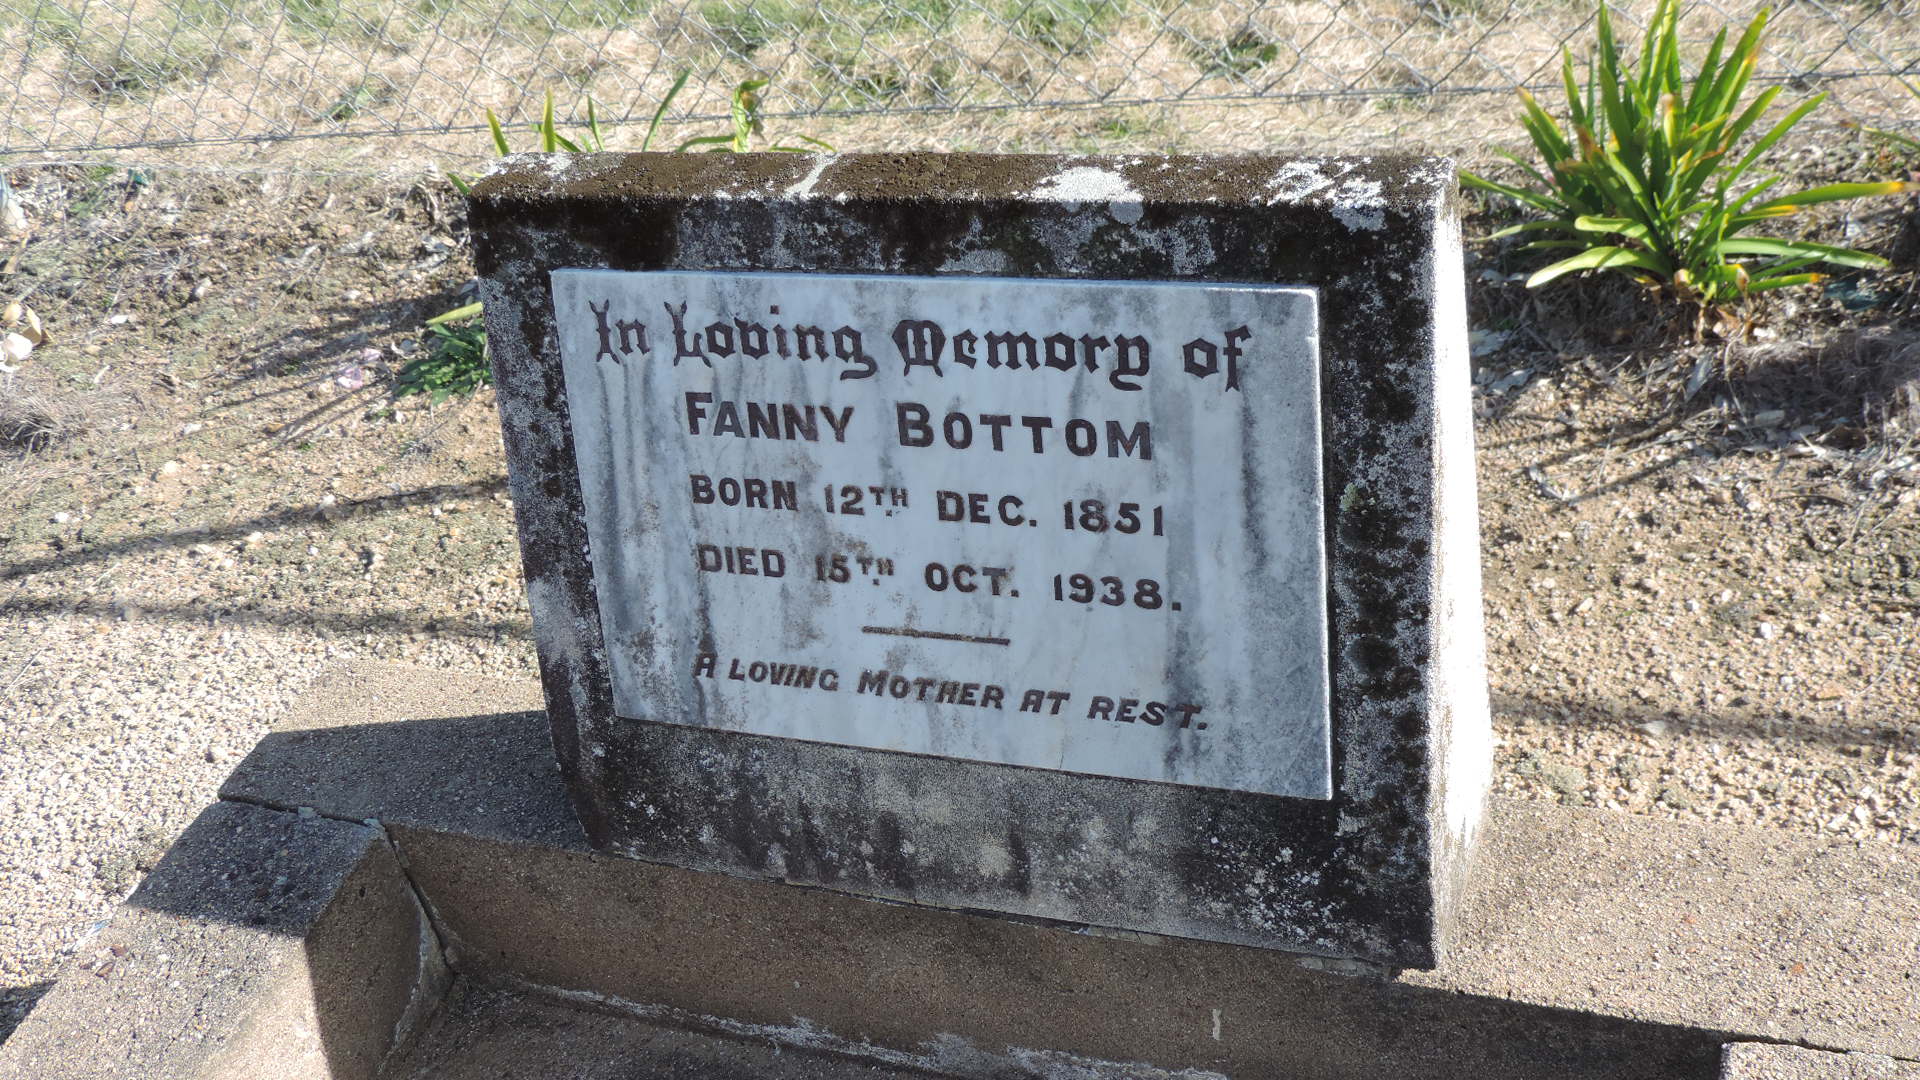 In Loving Memory of
FANNY BOTTOM
BORN 12TH DEC. 1851
DIED 15TH OCT. 1938.
A LOVING MOTHER AT REST.